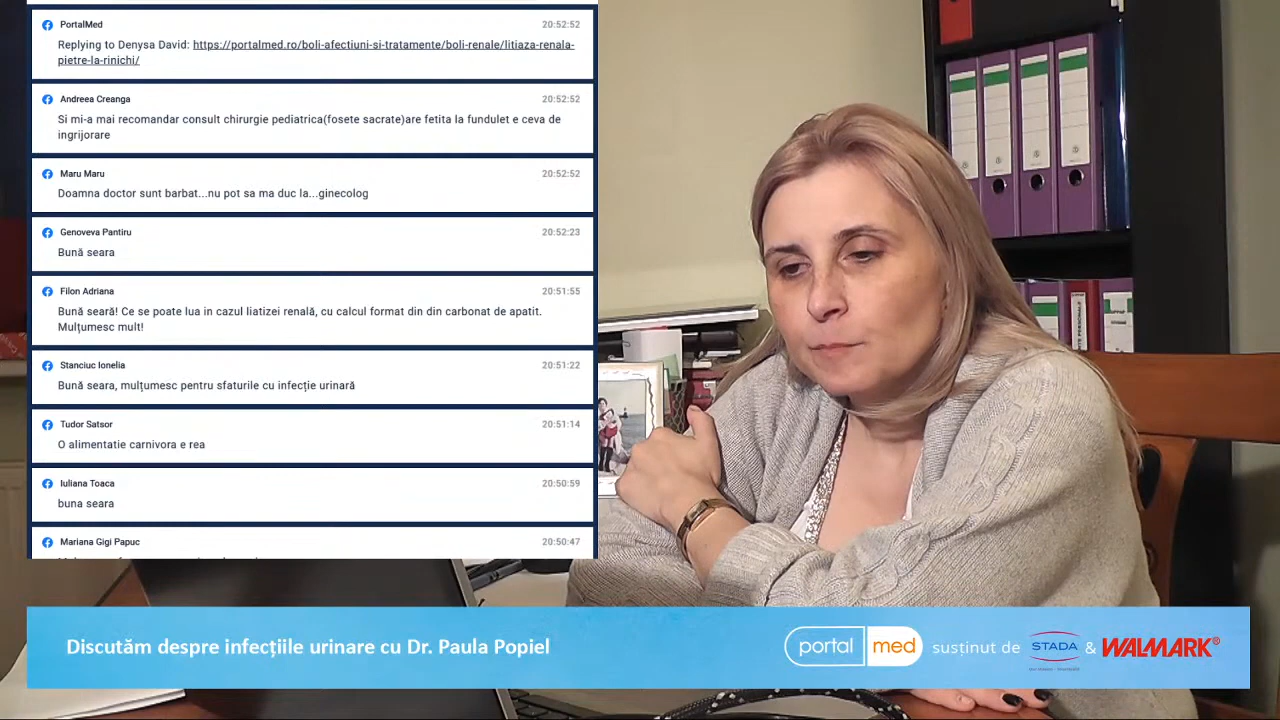 PortalMed 20:52:52
Replying to Denysa David: https://portalmed.ro/boli-afectiuni-si-tratamente/boli-renale/litiaza-renala-
pietre-la-rinichi/
Andreea Creanga 20:52:52
Si mi-a mai recomandar consult chirurgie pediatrica(fosete sacrate)are fetita la fundulet e ceva de
ingrijorare
Maru Maru 20:52:52
Doamna doctor sunt barbat...nu pot sa ma duc la...ginecolog
Genoveva Pantiru 20:52:23
Bună seara
Filon Adriana 20:51:55
Bună seară! Ce se poate lua in cazul liatizei renală, cu calcul format din din carbonat de apatit.
Mulțumesc mult!
Stanciuc Ionelia 20:51:22
Bună seara, mulțumesc pentru sfaturile cu infecție urinară
Tudor Satsor 20:51:14
O alimentatie carnivora e rea
Iuliana Toaca 20:50:59
buna seara
Mariana Gigi Papuc 20:50:47
Discutăm despre infecțiile urinare cu Dr. Paula Popiel
portal med susținut de STADA & WALMARK®